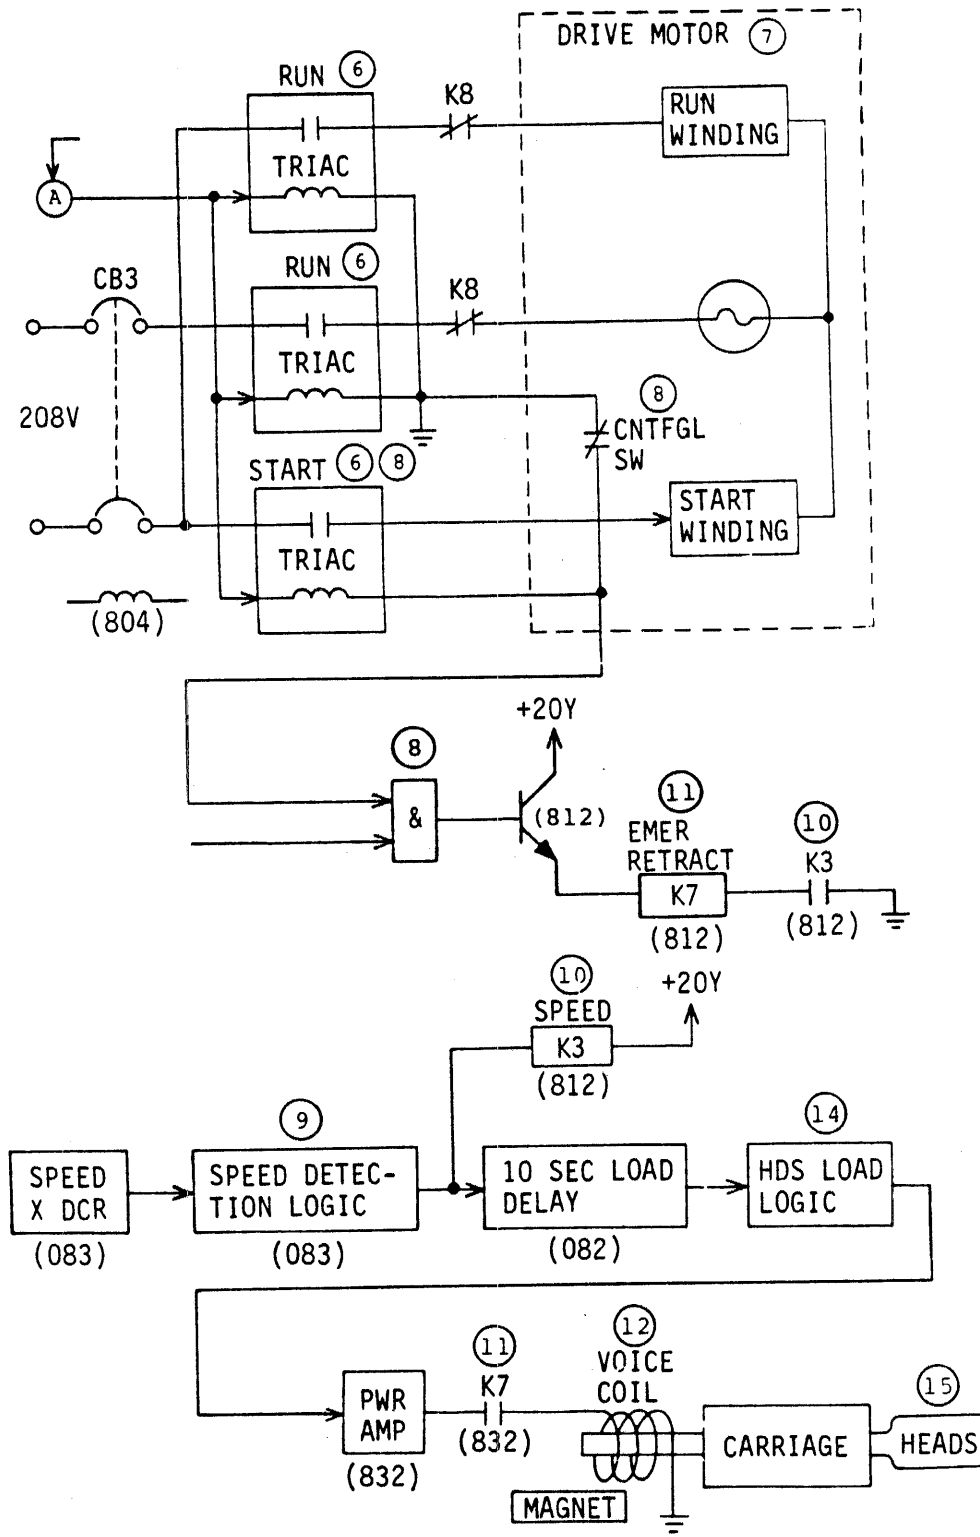 DRIVE MOTOR 7
RUN 6
K8
RUN
WINDING
TRIAC
A
RUN 6
CB3
K8
TRIAC
208V
8
CNTFGL
SW
START 6 8
START
WINDING
TRIAC
(804)
+20Y
8
&
(812)
11
EMER
RETRACT
K7
(812)
10
K3
(812)
10
SPEED
K3
(812)
+20Y
9
14
SPEED
X DCR
(083)
SPEED DETEC-
TION LOGIC
(083)
10 SEC LOAD
DELAY
(082)
HDS LOAD
LOGIC
12
VOICE
COIL
11
K7
(832)
15
PWR
AMP
(832)
CARRIAGE
HEADS
MAGNET